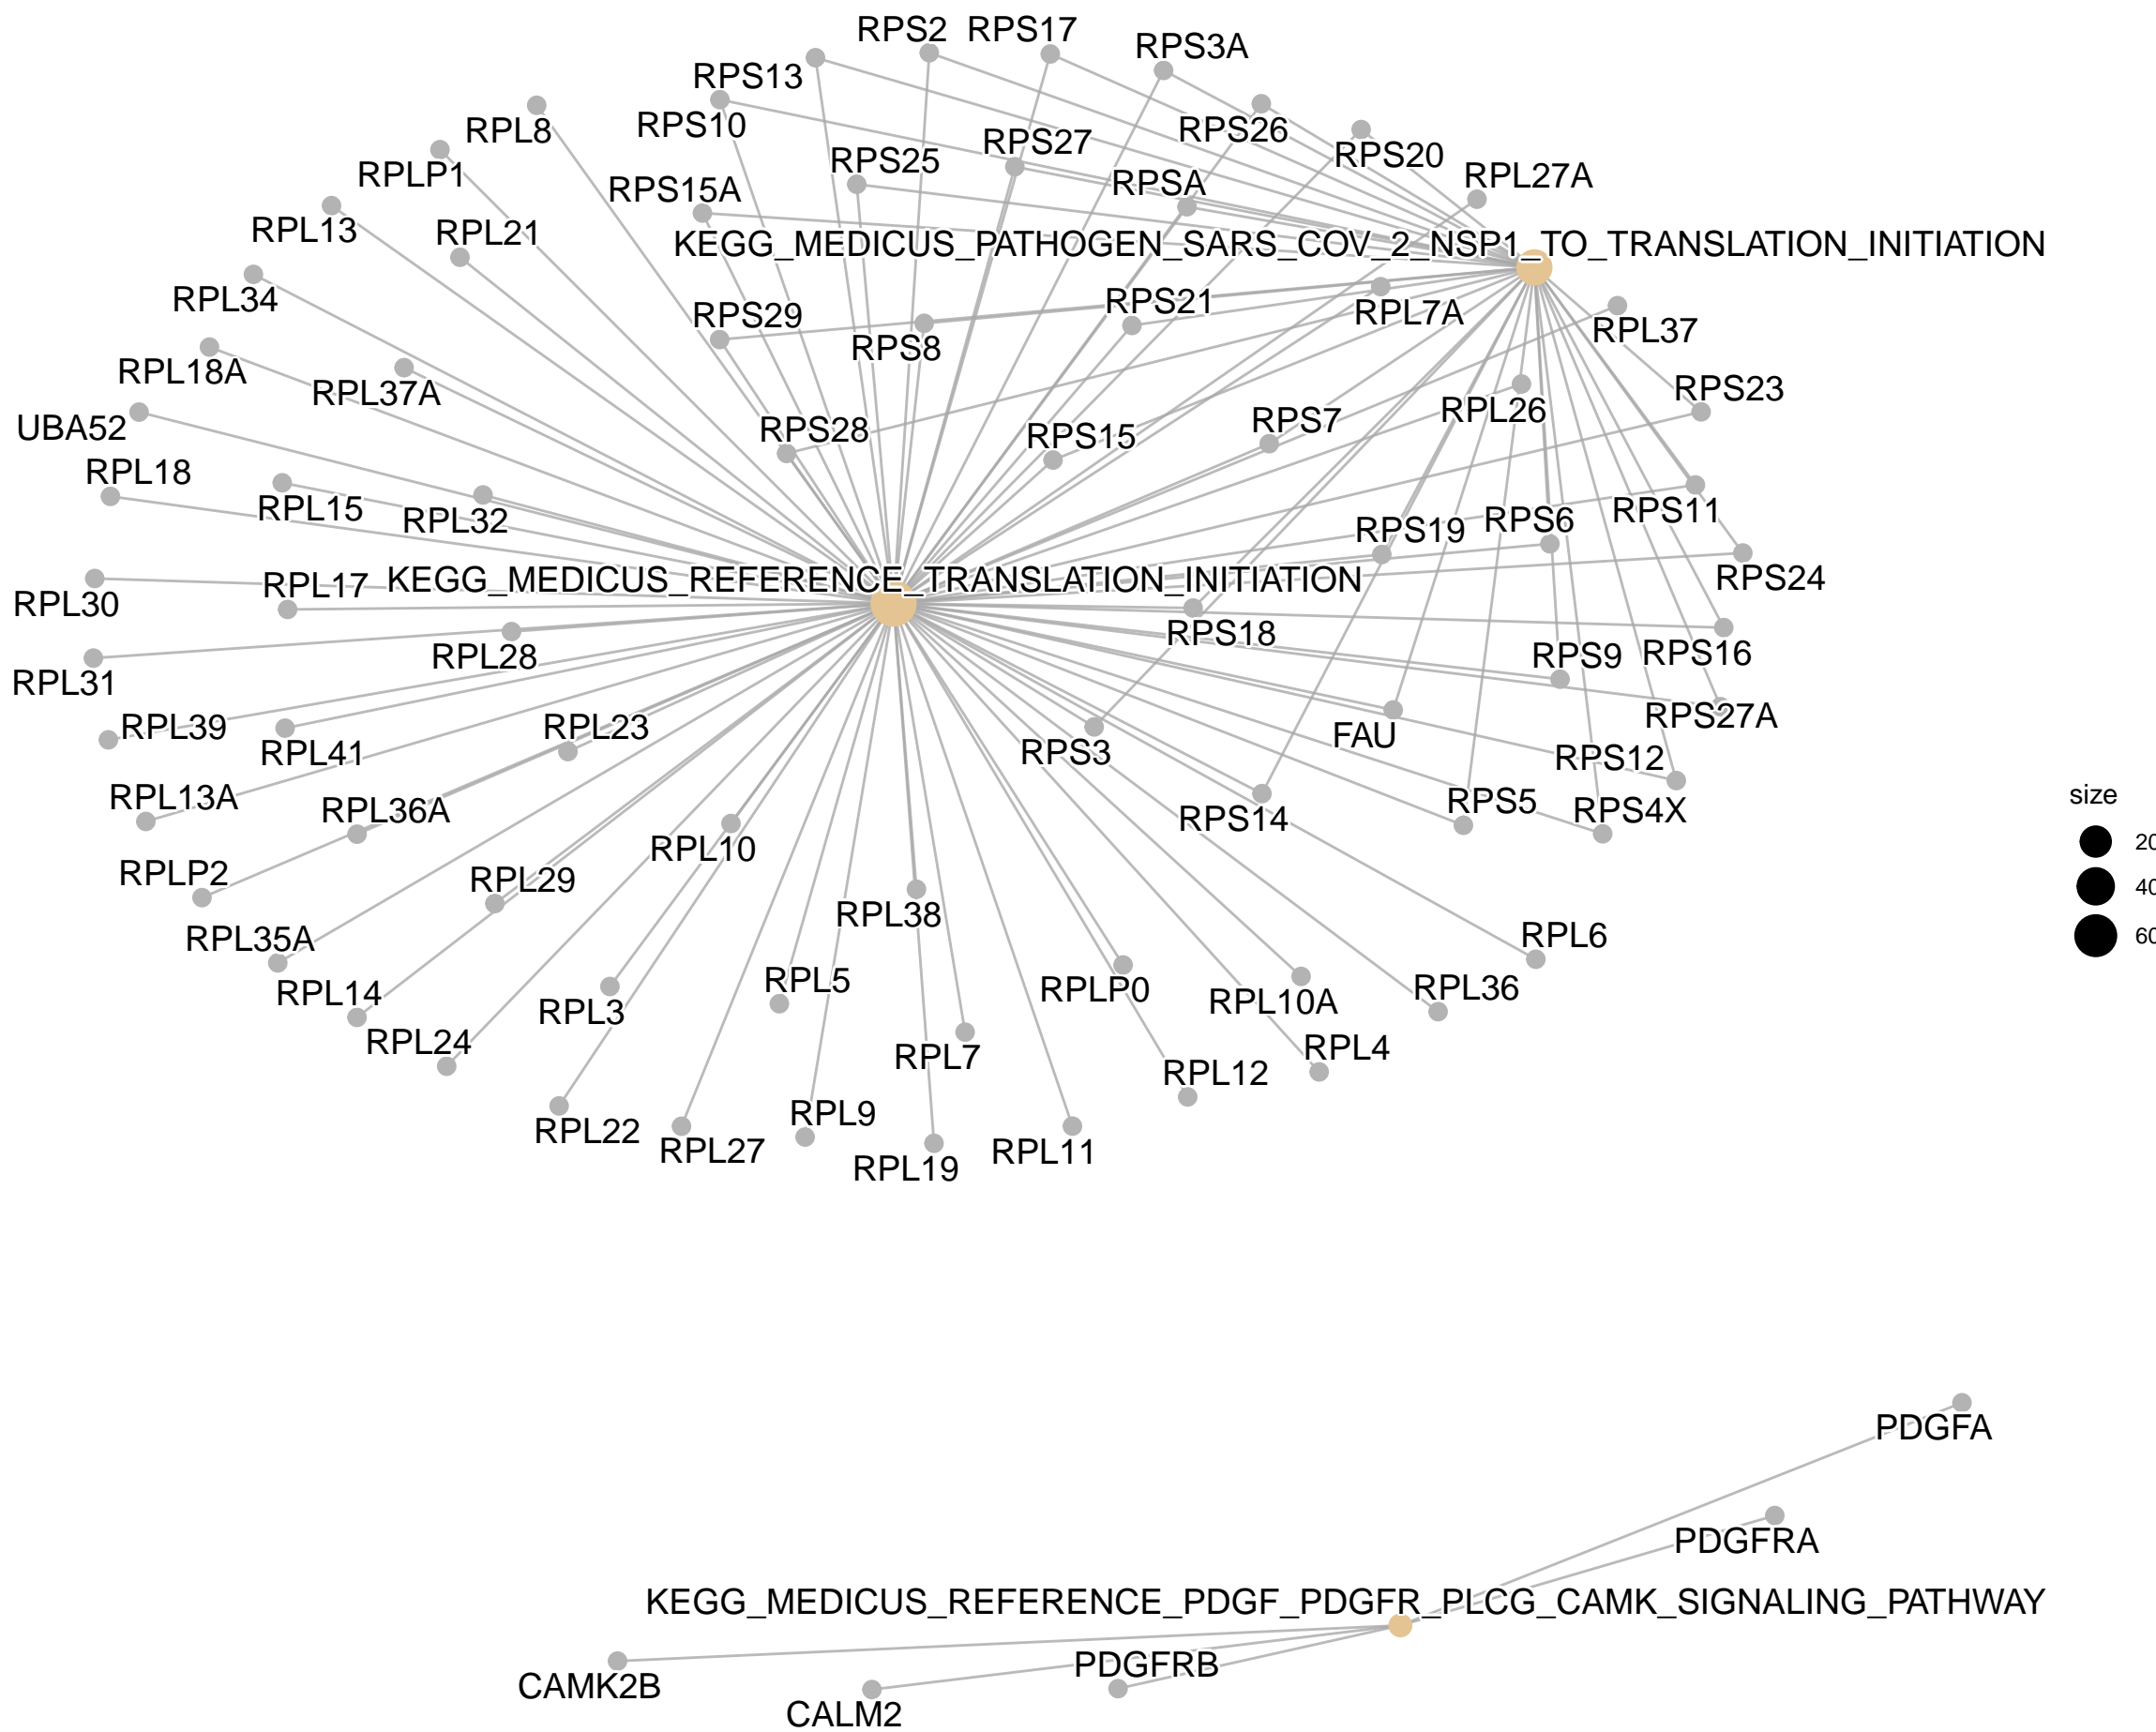 RPS2
RPS17
RPS3A
RPS13
RPL8
RPS10
RPS27
RPS26
RPS20
RPLP1
RPS25
RPS15A
RPSA
RPL27A
RPL13
RPL21
KEGG_MEDICUS_PATHOGEN_SARS_COV_2_NSP1_TO_TRANSLATION_INITIATION
RPL34
RPS29
RPS21
RPL7A
RPL37
RPS8
RPL18A
RPL37A
RPS23
UBA52
RPS28
RPS15
RPS7
RPL26
RPL18
RPL15
RPL32
RPS19
RPS6
RPS11
RPL30
RPL17
KEGG_MEDICUS_REFERENCE_TRANSLATION_INITIATION
RPS24
RPL28
RPS18
RPS9
RPS16
RPL31
RPL39
RPL41
RPL23
RPS3
FAU
RPS27A
RPS12
RPL13A
RPL36A
RPS14
RPS5
RPS4X
size
20
40
60
RPL10
RPLP2
RPL29
RPL38
RPL35A
RPL6
RPL14
RPL3
RPL5
RPLP0
RPL10A
RPL36
RPL24
RPL7
RPL12
RPL4
RPL22
RPL27
RPL9
RPL19
RPL11
PDGFA
PDGFRA
KEGG_MEDICUS_REFERENCE_PDGF_PDGFR_PLCG_CAMK_SIGNALING_PATHWAY
CAMK2B
PDGFRB
CALM2